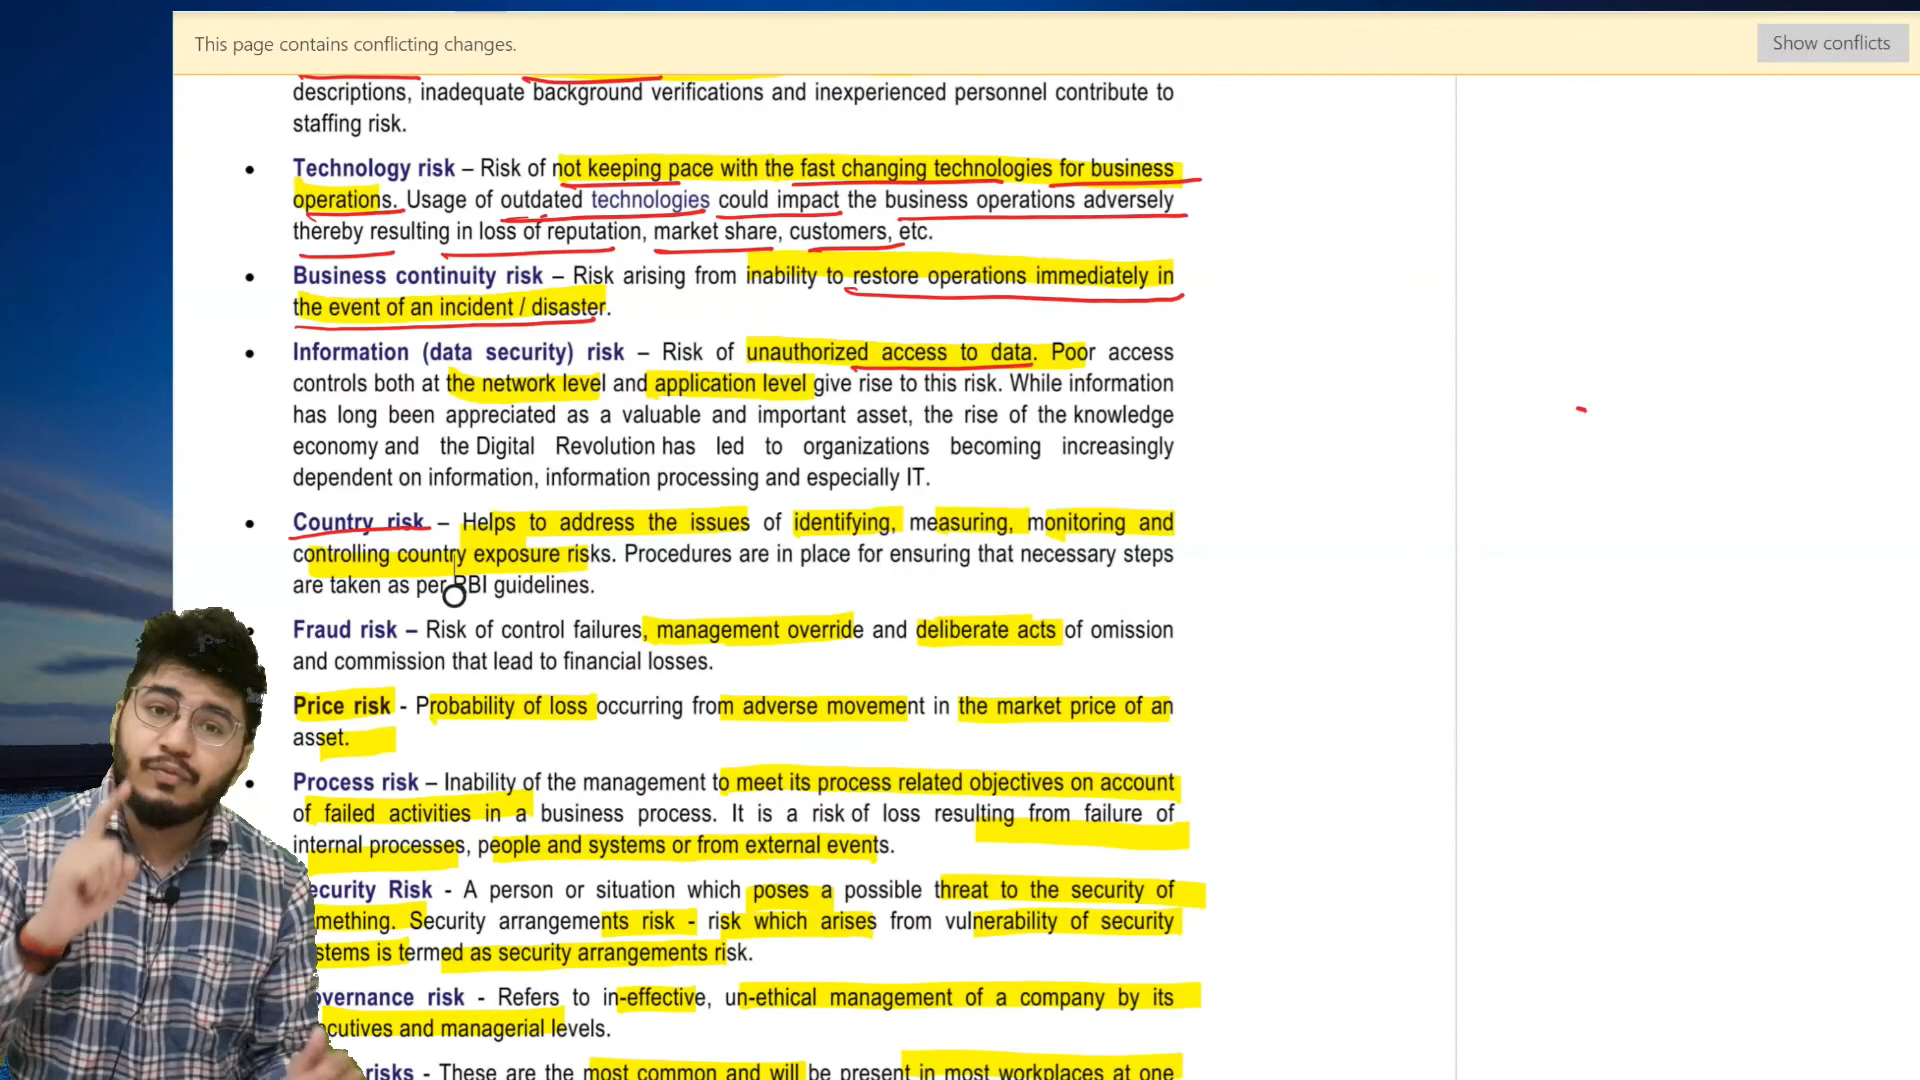 This page contains conflicting changes.
Show conflicts
descriptions, inadequate background verifications and inexperienced personnel contribute to
staffing risk.
• Technology risk – Risk of not keeping pace with the fast changing technologies for business
operations. Usage of outdated technologies could impact the business operations adversely
thereby resulting in loss of reputation, market share, customers, etc.
• Business continuity risk – Risk arising from inability to restore operations immediately in
the event of an incident / disaster.
• Information (data security) risk – Risk of unauthorized access to data. Poor access
controls both at the network level and application level give rise to this risk. While information
has long been appreciated as a valuable and important asset, the rise of the knowledge
economy and the Digital Revolution has led to organizations becoming increasingly
dependent on information, information processing and especially IT.
• Country risk – Helps to address the issues of identifying, measuring, monitoring and
controlling country exposure risks. Procedures are in place for ensuring that necessary steps
are taken as per RBI guidelines.
Fraud risk – Risk of control failures, management override and deliberate acts of omission
and commission that lead to financial losses.
Price risk - Probability of loss occurring from adverse movement in the market price of an
asset.
• Process risk – Inability of the management to meet its process related objectives on account
of failed activities in a business process. It is a risk of loss resulting from failure of
internal processes, people and systems or from external events.
ecurity Risk - A person or situation which poses a possible threat to the security of
mething. Security arrangements risk - risk which arises from vulnerability of security
stems is termed as security arrangements risk.
overnance risk - Refers to in-effective, un-ethical management of a company by its
cutives and managerial levels.
risks - These are the most common and will be present in most workplaces at one